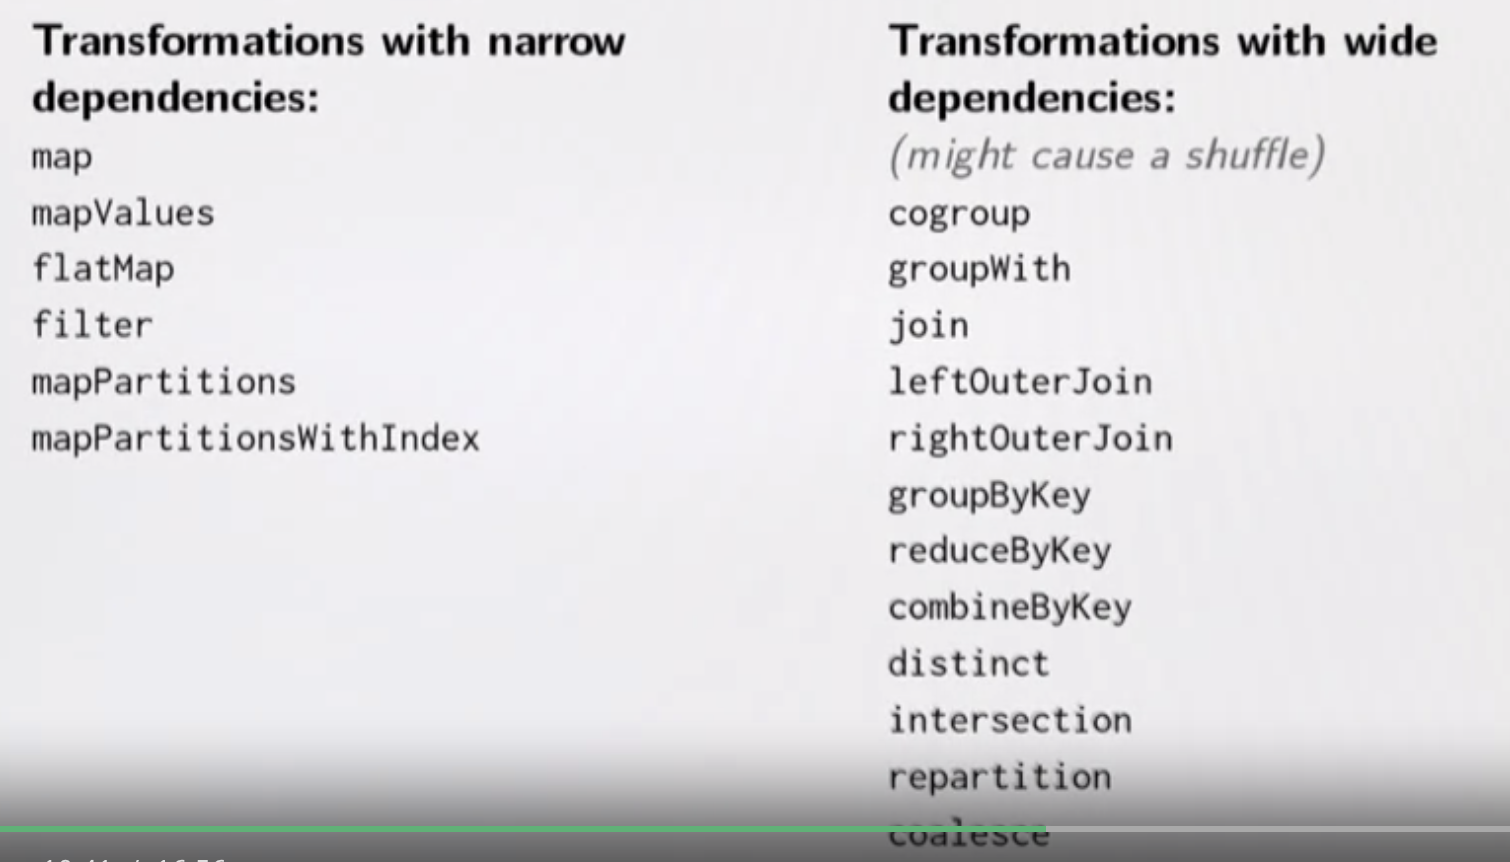 Transformations with narrow
dependencies:
map
mapValues
flatMap
filter
mapPartitions
mapPartitionsWithIndex
Transformations with wide
dependencies:
(might cause a shuffle)
cogroup
groupWith
join
leftOuterJoin
rightOuterJoin
groupByKey
reduceByKey
combineByKey
distinct
intersection
repartition
coalesce